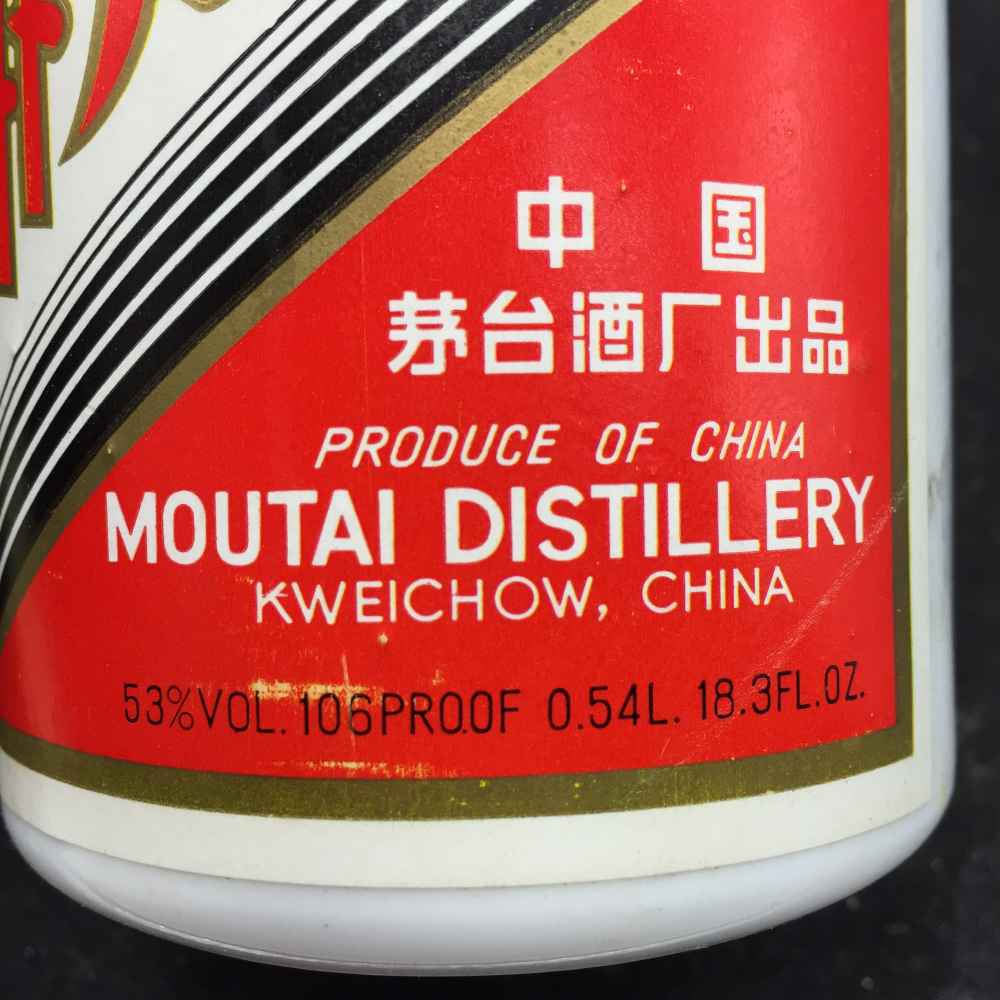 中国
茅台酒厂出品
PRODUCE OF CHINA
MOUTAI DISTILLERY
KWEICHOW, CHINA
53%VOL. 106PROOF 0.54L. 18.3FL.OZ.